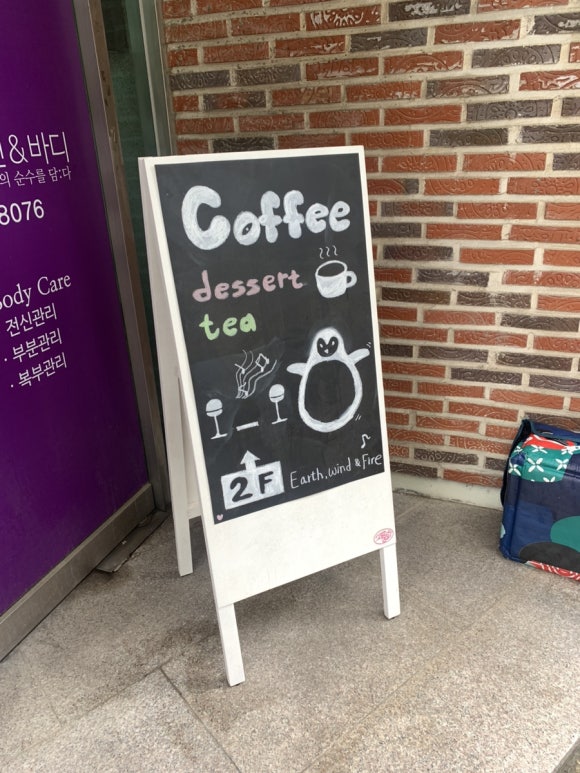 &바디
의 순수를 담:다
8076
Body Care
전신관리
· 부분관리
· 복부관리
Coffee
dessert
tea
2F
Earth, wind & Fire